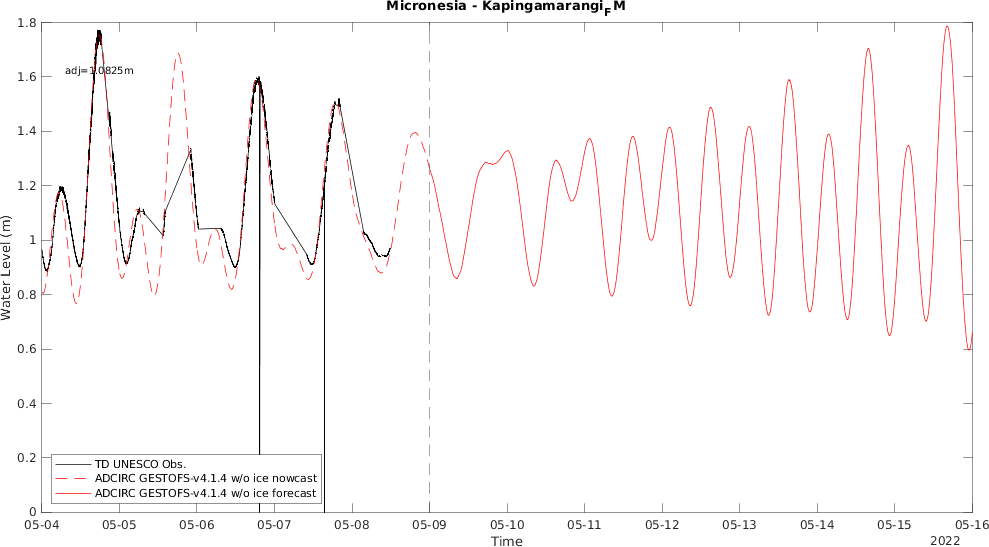 Micronesia - KapingamarangiFM
1.8
adj=1.0825m
1.6
1.4
1.2
1
0.8
0.6
0.4
0.2
0
Water Level (m)
TD UNESCO Obs.
ADCIRC GESTOFS-v4.1.4 w/o ice nowcast
ADCIRC GESTOFS-v4.1.4 w/o ice forecast
05-04 05-05 05-06 05-07 05-08 05-09 05-10 05-11 05-12 05-13 05-14 05-15 05-16
Time
2022